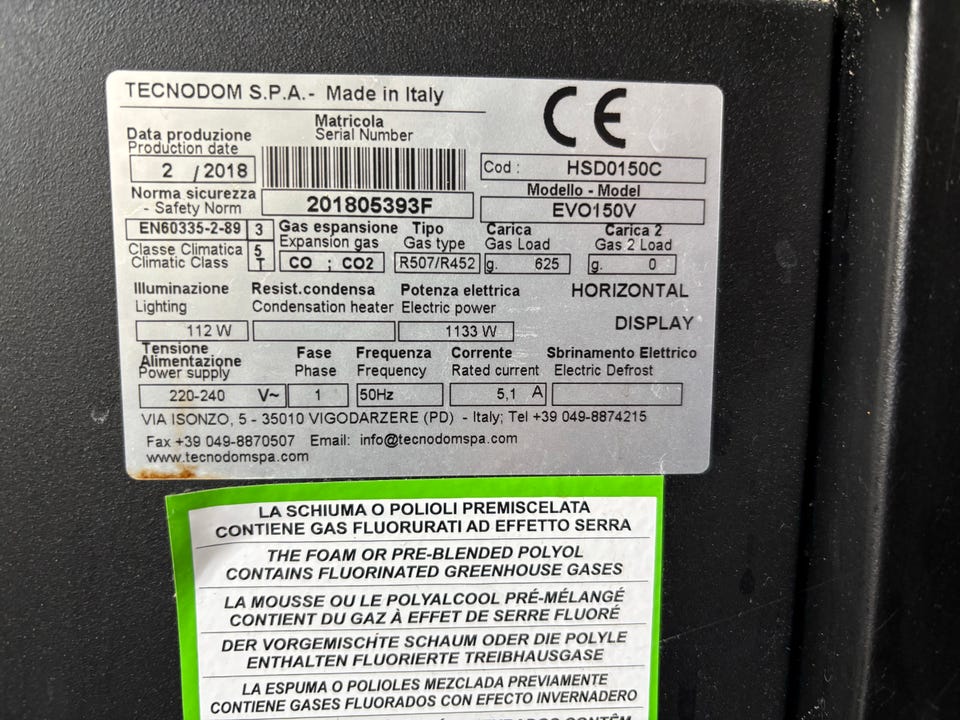 TECNODOM S.P.A.- Made in Italy
CE
Matricola
Serial Number
Data produzione
Production date
2 / 2018
Cod : HSD0150C
Norma sicurezza
- Safety Norm
201805393F
Modello - Model
EVO150V
EN60335-2-89 3
Gas espansione Tipo Carica Carica 2
Expansion gas Gas type Gas Load Gas 2 Load
Classe Climatica 5
Climatic Class T
CO ; CO2 R507/R452 g. 625 g. 0
Illuminazione Resist.condensa Potenza elettrica HORIZONTAL
Lighting Condensation heater Electric power
112 W 1133 W DISPLAY
Tensione
Alimentazione Fase Frequenza Corrente Sbrinamento Elettrico
Power supply Phase Frequency Rated current Electric Defrost
220-240 V~ 1 50Hz 5,1 A
VIA ISONZO, 5 - 35010 VIGODARZERE (PD) - Italy; Tel +39 049-8874215
Fax +39 049-8870507 Email: info@tecnodomspa.com
www.tecnodomspa.com
LA SCHIUMA O POLIOLI PREMISCELATA
CONTIENE GAS FLUORURATI AD EFFETTO SERRA
THE FOAM OR PRE-BLENDED POLYOL
CONTAINS FLUORINATED GREENHOUSE GASES
LA MOUSSE OU LE POLYALCOOL PRÉ-MÉLANGÉ
CONTIENT DU GAZ À EFFET DE SERRE FLUORÉ
DER VORGEMISCHTE SCHAUM ODER DIE POLYLE
ENTHALTEN FLUORIERTE TREIBHAUSGASE
LA ESPUMA O POLIOLES MEZCLADA PREVIAMENTE
CONTIENE GASES FLUORADOS CON EFECTO INVERNADERO